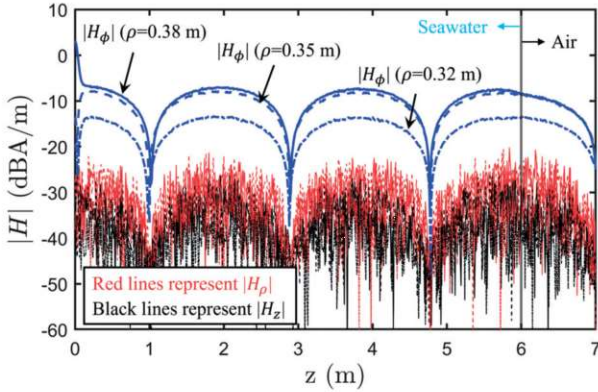 10
0
-10
-20
-30
-40
-50
-60
|H| (dBA/m)
|Hϕ| (ρ=0.38 m)
|Hϕ| (ρ=0.35 m)
|Hϕ| (ρ=0.32 m)
Seawater
Air
Red lines represent |Hρ|
Black lines represent |Hz|
0 1 2 3 4 5 6 7
z (m)